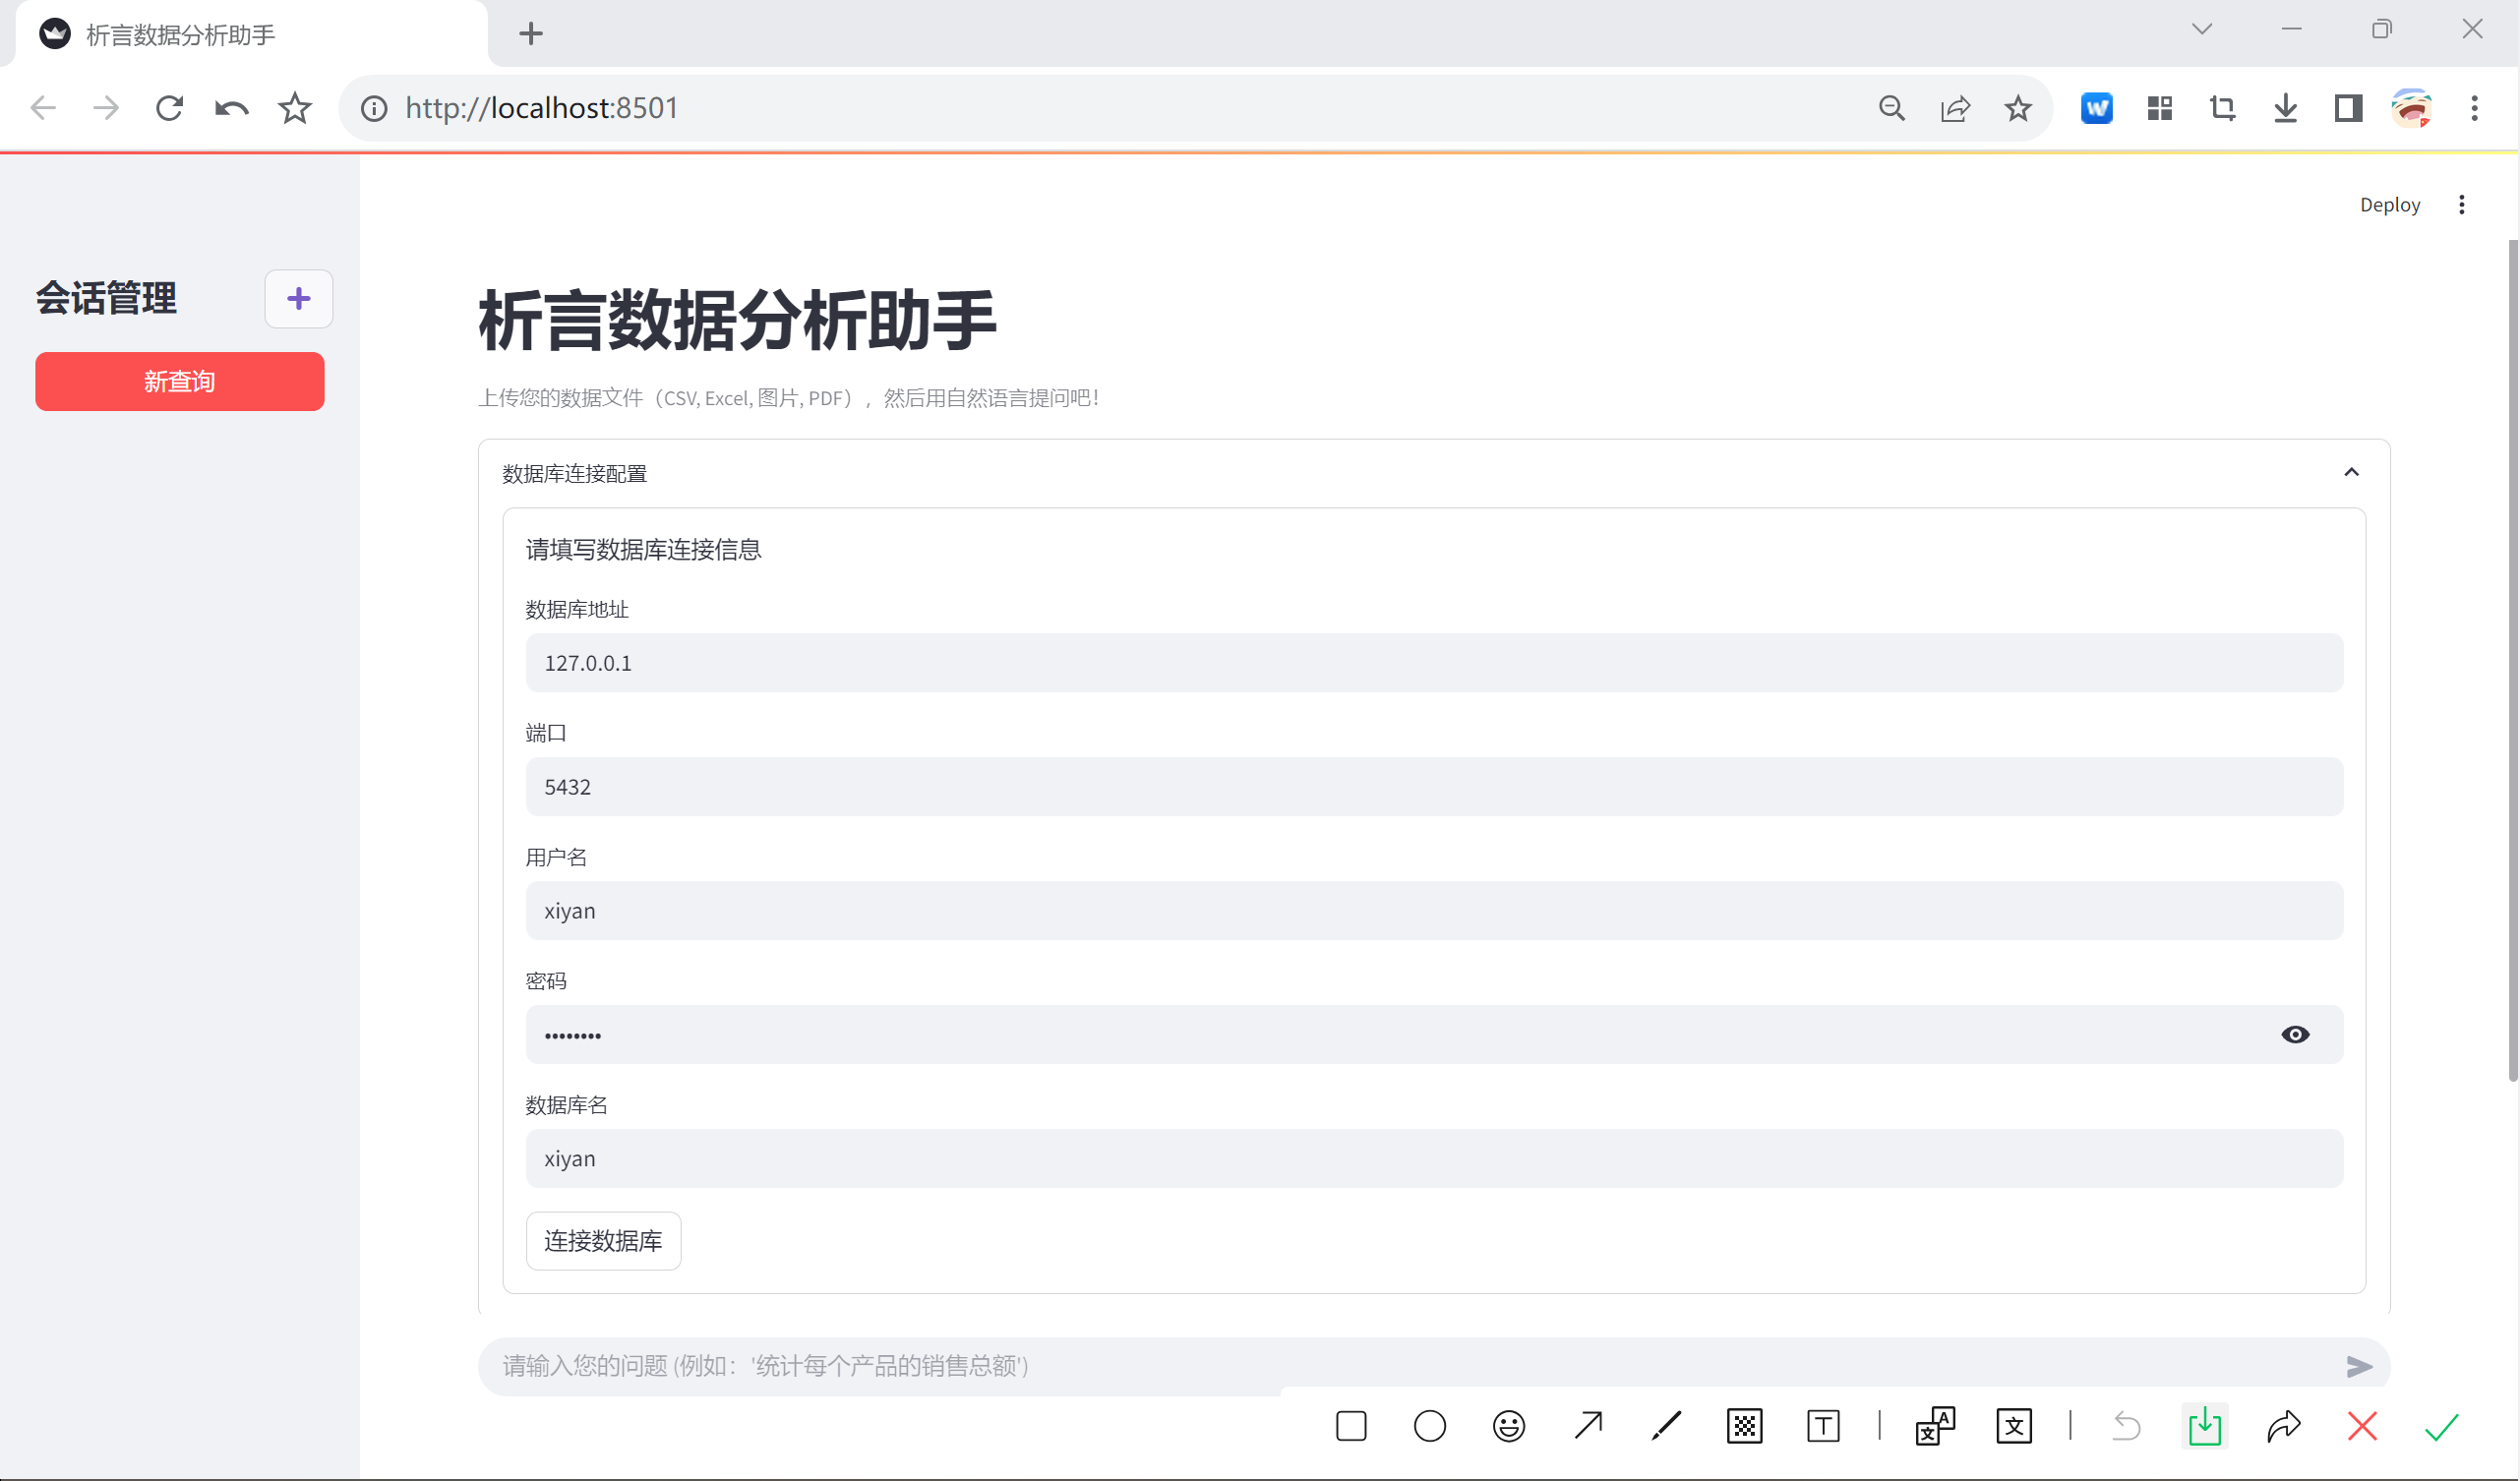 析言数据分析助手
http://localhost:8501
Deploy
会话管理
新查询
析言数据分析助手
上传您的数据文件（CSV, Excel, 图片, PDF），然后用自然语言提问吧！
数据库连接配置
请填写数据库连接信息
数据库地址
127.0.0.1
端口
5432
用户名
xiyan
密码
••••••••
数据库名
xiyan
连接数据库
请输入您的问题 (例如：'统计每个产品的销售总额')